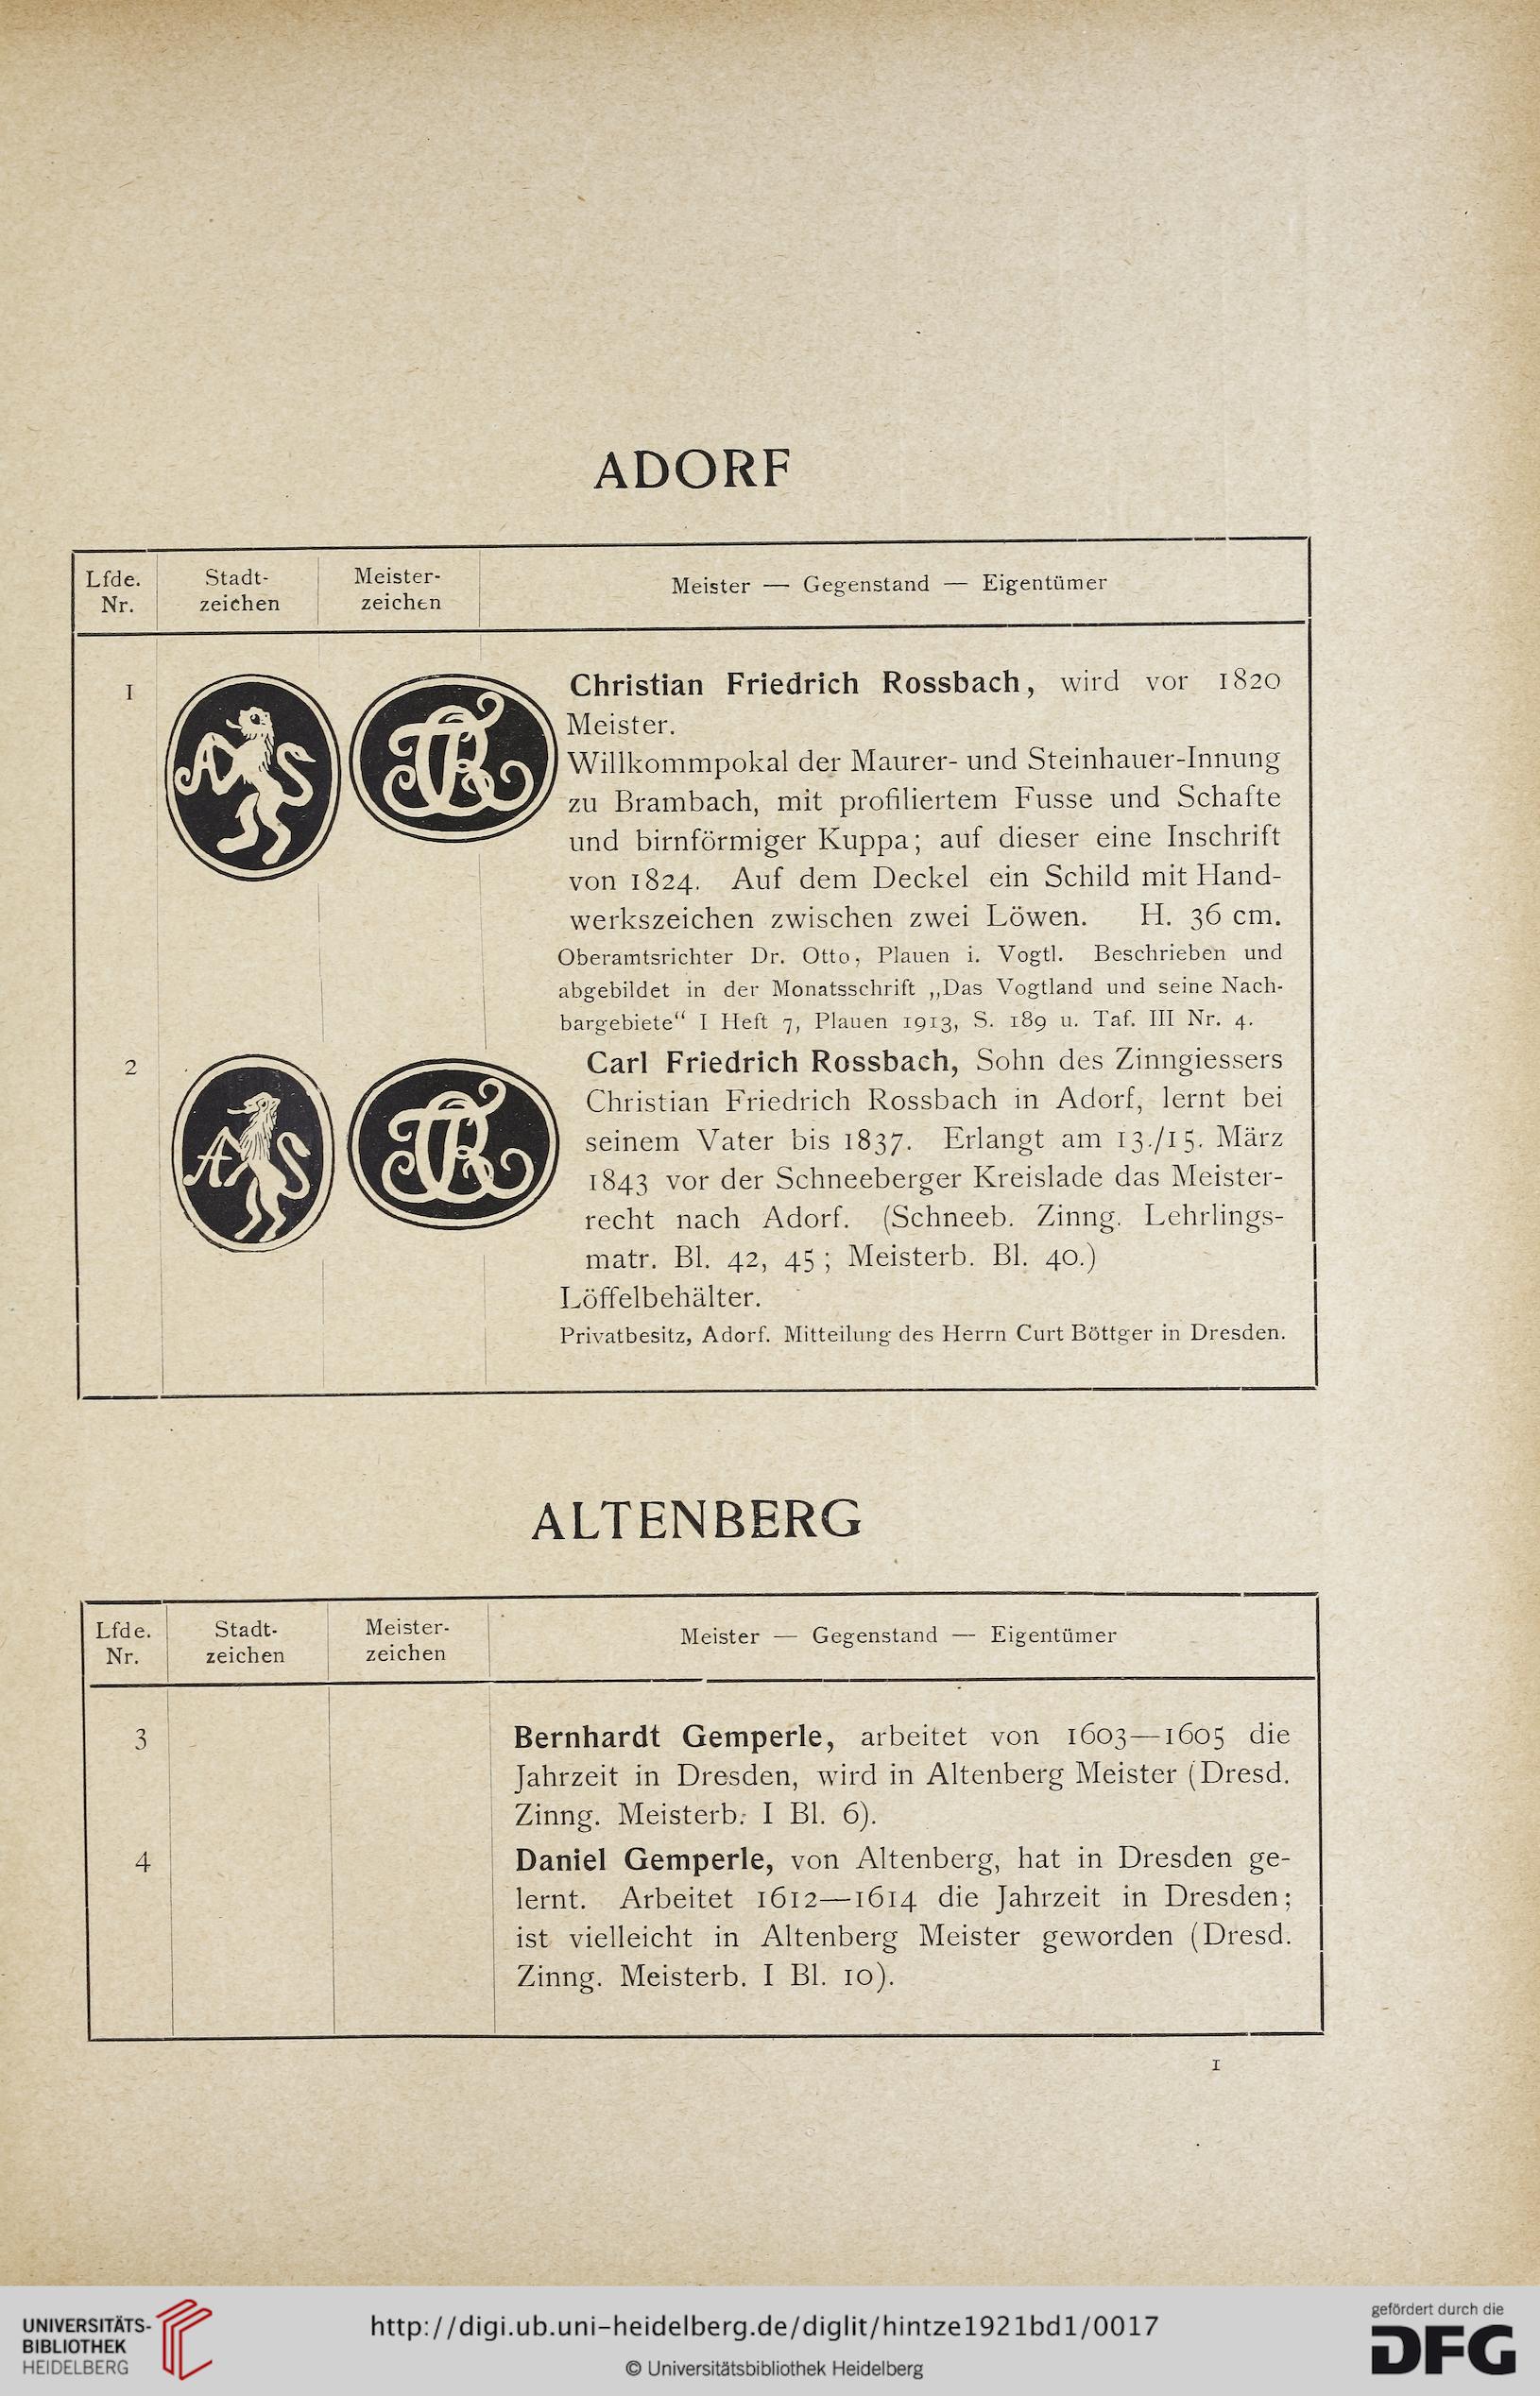 ADORF
Lfde. Nr.
Stadt-
zeichen
Meister-
zeichen
Meister — Gegenstand — Eigentümer
1
A S
Christian Friedrich Rossbach, wird vor 1820
Meister.
Willkommpokal der Maurer- und Steinhauer-Innung
zu Brambach, mit profiliertem Fusse und Schafte
und birnförmiger Kuppa; auf dieser eine Inschrift
von 1824. Auf dem Deckel ein Schild mit Hand-
werkszeichen zwischen zwei Löwen. H. 36 cm.
Oberamtsrichter Dr. Otto, Plauen i. Vogtl. Beschrieben und
abgebildet in der Monatsschrift „Das Vogtland und seine Nach-
bargebiete“ I Heft 7, Plauen 1913, S. 189 u. Taf. III Nr. 4.
2
A S
Carl Friedrich Rossbach, Sohn des Zinngiessers
Christian Friedrich Rossbach in Adorf, lernt bei
seinem Vater bis 1837. Erlangt am 13./15. März
1843 vor der Schneeberger Kreislade das Meister-
recht nach Adorf. (Schneeb. Zinng. Lehrlings-
matr. Bl. 42, 45; Meisterb. Bl. 40.)
Löffelbehälter.
Privatbesitz, Adorf. Mitteilung des Herrn Curt Böttger in Dresden.
ALTENBERG
Lfde. Nr.
Stadt-
zeichen
Meister-
zeichen
Meister — Gegenstand — Eigentümer
3
Bernhardt Gemperle, arbeitet von 1603—1605 die
Jahrzeit in Dresden, wird in Altenberg Meister (Dresd.
Zinng. Meisterb. I Bl. 6).
4
Daniel Gemperle, von Altenberg, hat in Dresden ge-
lernt. Arbeitet 1612—1614 die Jahrzeit in Dresden;
ist vielleicht in Altenberg Meister geworden (Dresd.
Zinng. Meisterb. I Bl. 10).
1
UNIVERSITÄTS-
BIBLIOTHEK
HEIDELBERG
http://digi.ub.uni-heidelberg.de/diglit/hintze1921bd1/0017
© Universitätsbibliothek Heidelberg
gefördert durch die
DFG